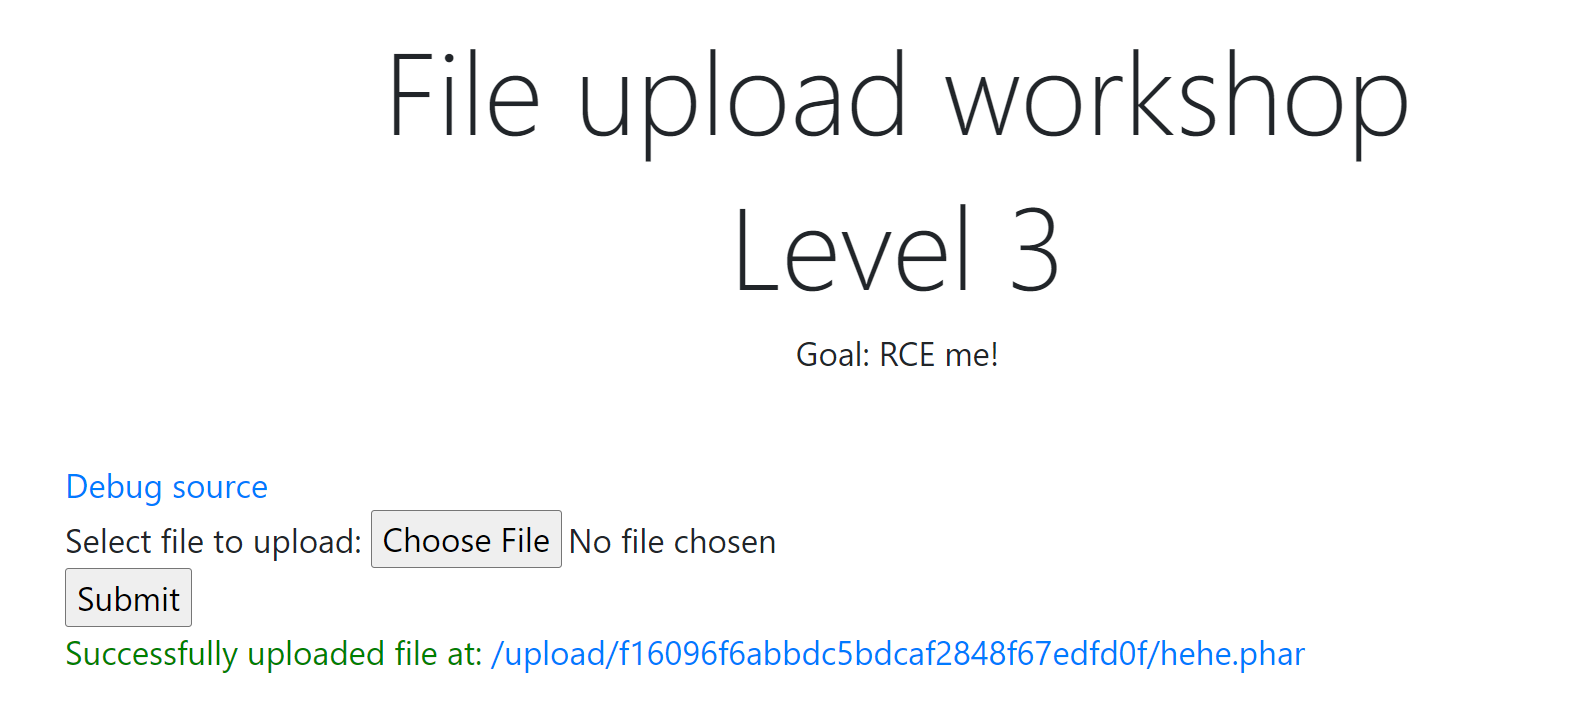 File upload workshop
Level 3
Goal: RCE me!
Debug source
Select file to upload: Choose File No file chosen
Submit
Successfully uploaded file at: /upload/f16096f6abbdc5bdcaf2848f67edfd0f/hehe.phar